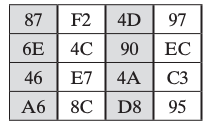 87 F2 4D 97
6E 4C 90 EC
46 E7 4A C3
A6 8C D8 95